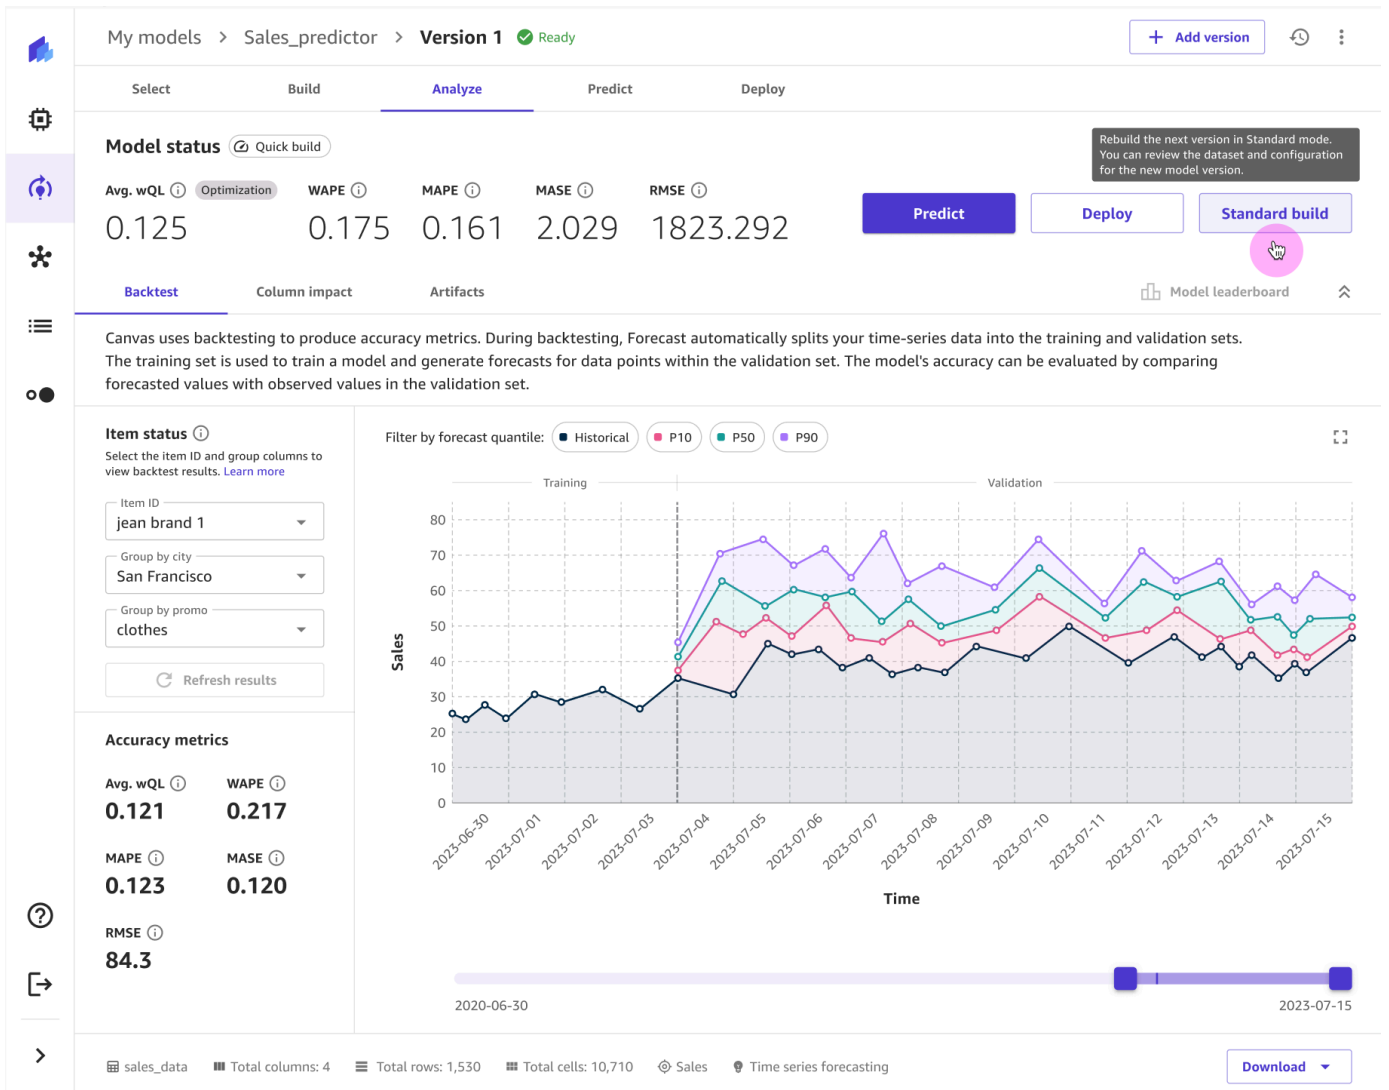 My models > Sales_predictor > Version 1 Ready
+ Add version
Select Build Analyze Predict Deploy
Model status Quick build
Rebuild the next version in Standard mode.
You can review the dataset and configuration
for the new model version.
Avg. wQL Optimization WAPE MAPE MASE RMSE
0.125 0.175 0.161 2.029 1823.292
Predict Deploy Standard build
Backtest Column impact Artifacts Model leaderboard
Canvas uses backtesting to produce accuracy metrics. During backtesting, Forecast automatically splits your time-series data into the training and validation sets.
The training set is used to train a model and generate forecasts for data points within the validation set. The model's accuracy can be evaluated by comparing
forecasted values with observed values in the validation set.
Item status
Select the item ID and group columns to
view backtest results. Learn more
Item ID
jean brand 1
Group by city
San Francisco
Group by promo
clothes
Refresh results
Accuracy metrics
Avg. wQL WAPE
0.121 0.217
MAPE MASE
0.123 0.120
RMSE
84.3
Filter by forecast quantile: Historical P10 P50 P90
Training Validation
80
70
60
50
40
30
20
10
0
Sales
2023-06-30 2023-07-01 2023-07-02 2023-07-03 2023-07-04 2023-07-05 2023-07-06 2023-07-07 2023-07-08 2023-07-09 2023-07-10 2023-07-11 2023-07-12 2023-07-13 2023-07-14 2023-07-15
Time
2020-06-30 2023-07-15
sales_data Total columns: 4 Total rows: 1,530 Total cells: 10,710 Sales Time series forecasting
Download